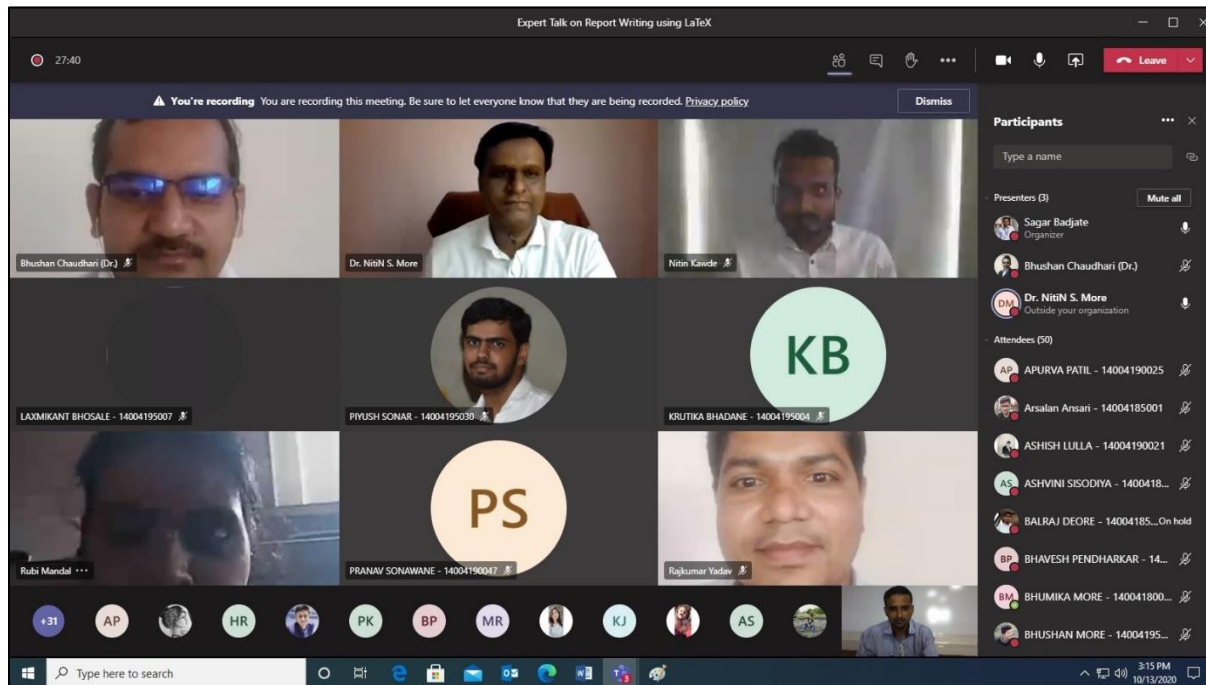 Expert Talk on Report Writing using LaTeX
27:40
Leave
You're recording You are recording this meeting. Be sure to let everyone know that they are being recorded. Privacy policy
Dismiss
Bhushan Chaudhari (Dr.)
Dr. NitiN S. More
Nitin Kawde
LAXMIKANT BHOSALE - 14004195007
PIYUSH SONAR - 14004195030
KB
KRUTIKA BHADANE - 14004195004
Rubi Mandal ...
PS
PRANAV SONAWANE - 14004190047
Rajkumar Yadav
+31
AP
HR
PK
BP
MR
KJ
AS
Participants
Type a name
Presenters (3)
Mute all
Sagar Badjate
Organizer
Bhushan Chaudhari (Dr.)
DM
Dr. NitiN S. More
Outside your organization
Attendees (50)
AP APURVA PATIL - 14004190025
Arsalan Ansari - 14004185001
ASHISH LULLA - 14004190021
AS ASHVINI SISODIYA - 1400418...
BALRAJ DEORE - 14004185... On hold
BP BHAVESH PENDHARKAR - 14...
BM BHUMIKA MORE - 140041800...
BHUSHAN MORE - 14004195...
Type here to search
3:15 PM
10/13/2020